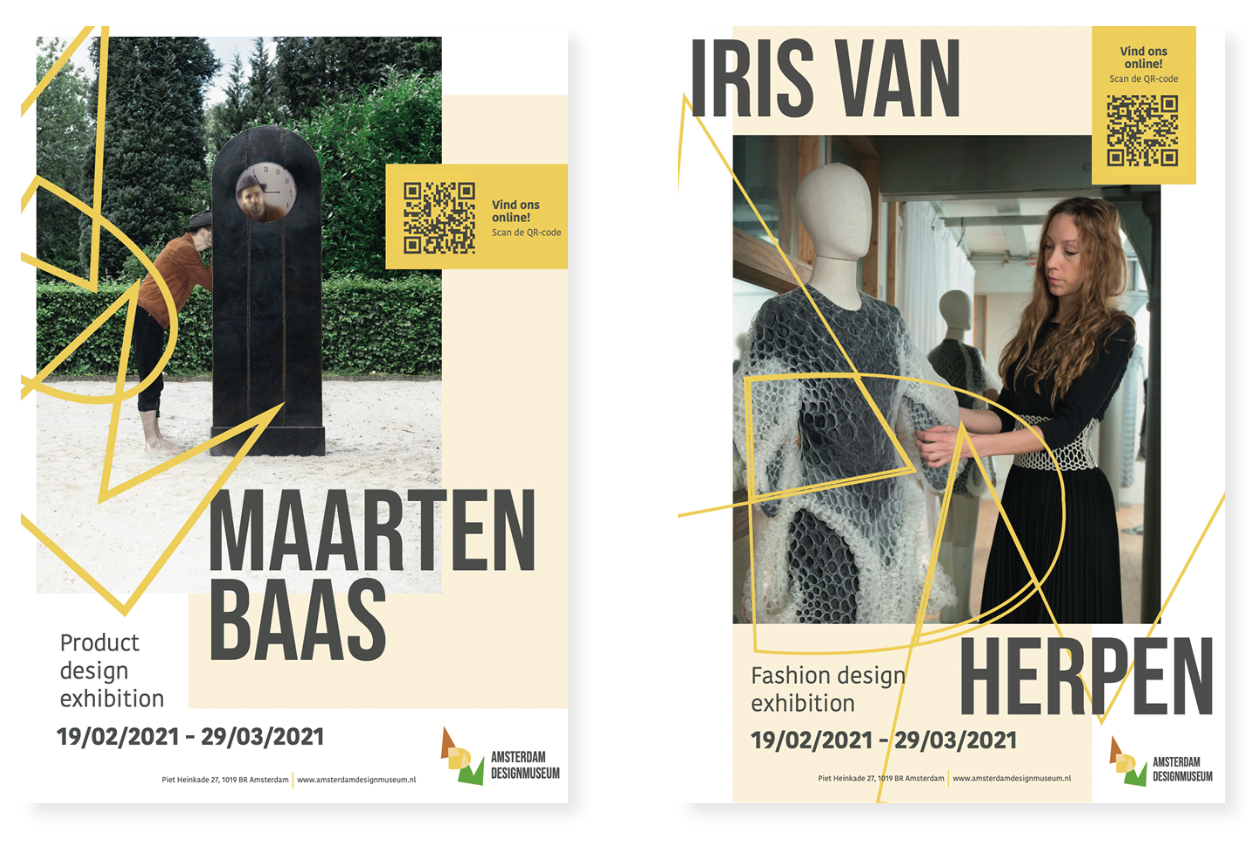 Vind ons
online!
Scan de QR-code
MAARTEN
BAAS
Product
design
exhibition
19/02/2021 - 29/03/2021
Piet Heinkade 27, 1019 BR Amsterdam | www.amsterdamdesignmuseum.nl
AMSTERDAM
DESIGNMUSEUM
IRIS VAN
Vind ons
online!
Scan de QR-code
HERPEN
Fashion design
exhibition
19/02/2021 - 29/03/2021
Piet Heinkade 27, 1019 BR Amsterdam | www.amsterdamdesignmuseum.nl
AMSTERDAM
DESIGNMUSEUM